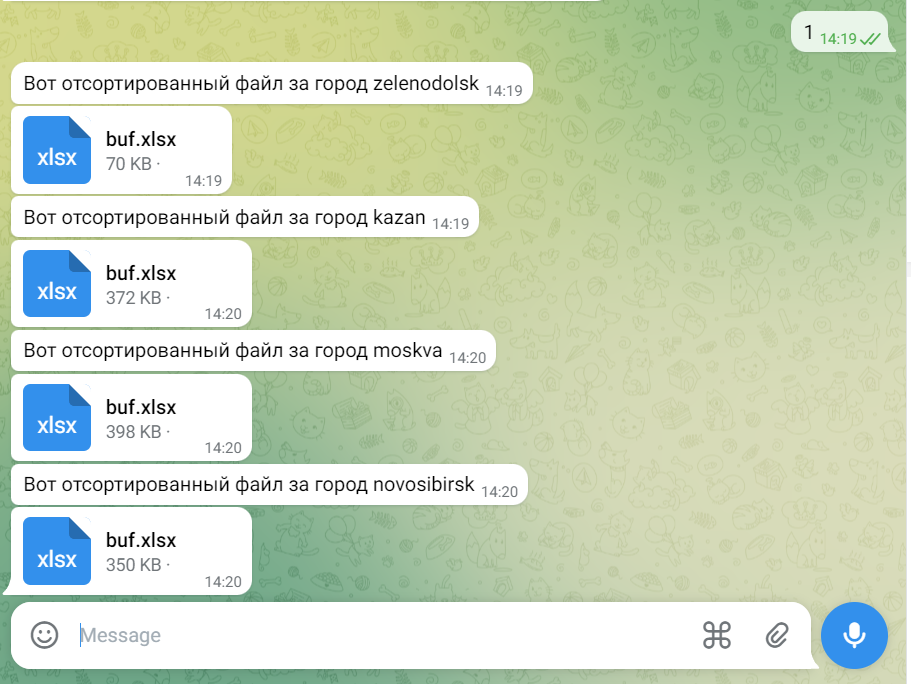 1 14:19
Вот отсортированный файл за город zelenodolsk 14:19
xlsx
buf.xlsx
70 KB ·
14:19
Вот отсортированный файл за город kazan 14:19
xlsx
buf.xlsx
372 KB ·
14:20
Вот отсортированный файл за город moskva 14:20
xlsx
buf.xlsx
398 KB ·
14:20
Вот отсортированный файл за город novosibirsk 14:20
xlsx
buf.xlsx
350 KB ·
14:20
Message